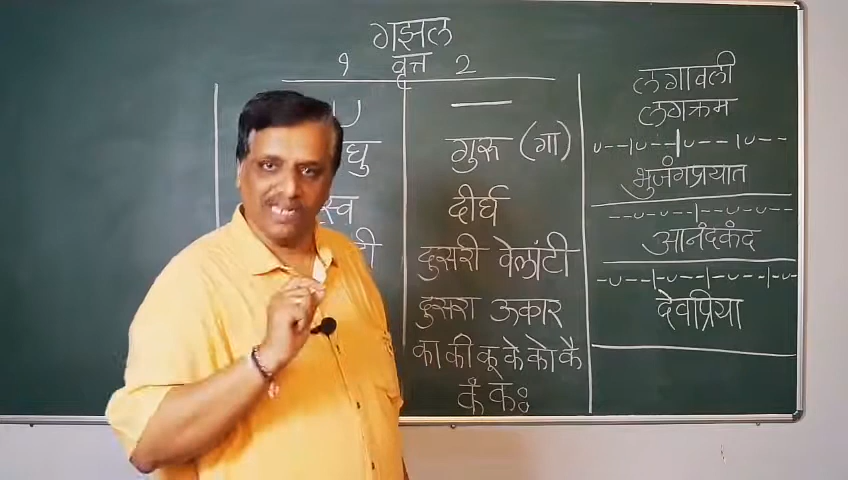 गझल
वृत्त
१ २
U —
घु गुरू (गा)
स्व दीर्घ
टी दुसरी वेलांटी
दुसरा ऊकार
का की कू के को कै
कं कः
लगावली
लगक्रम
U--|U--|U--|U--
भुजंगप्रयात
--U-U--|--U-U--
आनंदकंद
-U--|-U--|-U--|-U-
देवप्रिया